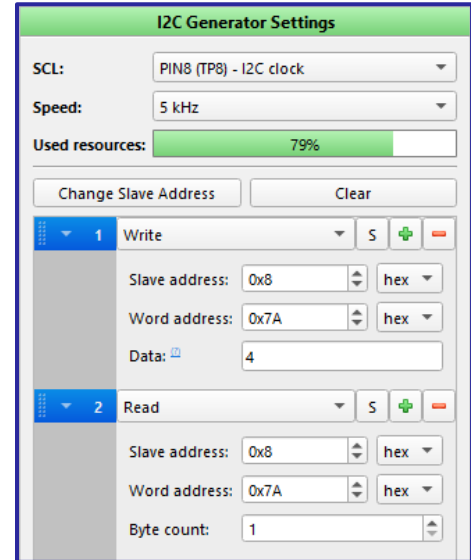 I2C Generator Settings
SCL: PIN8 (TP8) - I2C clock
Speed: 5 kHz
Used resources: 79%
Change Slave Address Clear
1 Write S
Slave address: 0x8 hex
Word address: 0x7A hex
Data: (?) 4
2 Read S
Slave address: 0x8 hex
Word address: 0x7A hex
Byte count: 1